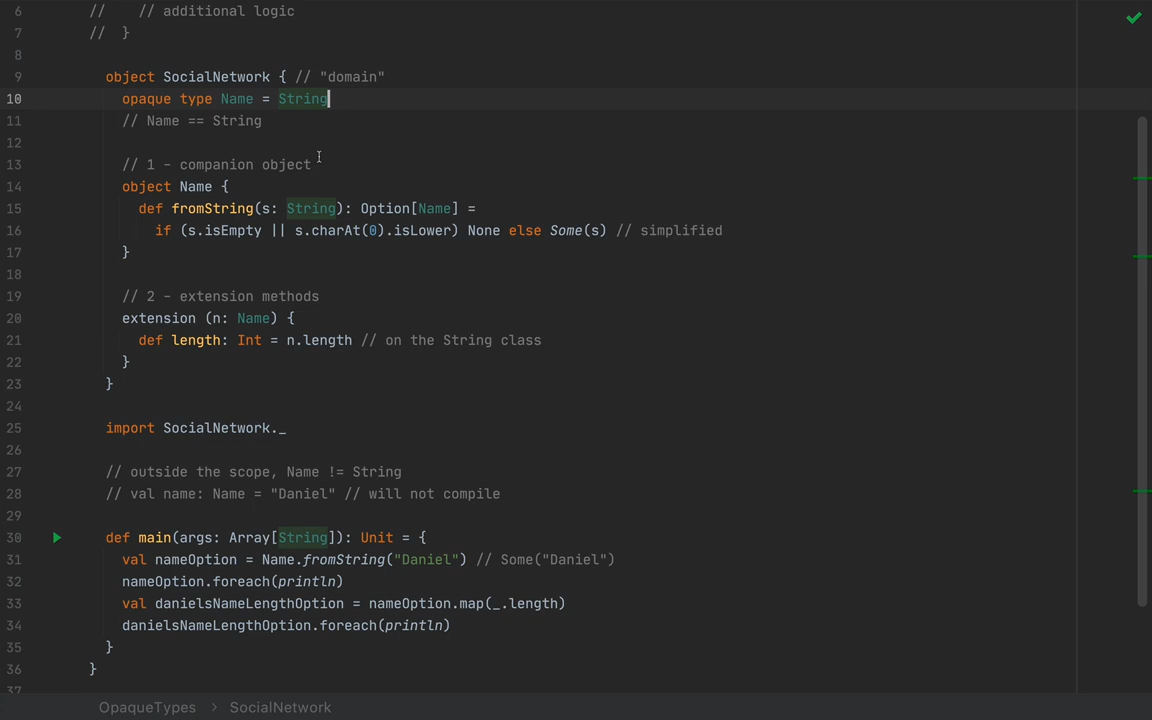 6 //    // additional logic
7 //  }
8
9 object SocialNetwork { // "domain"
10 opaque type Name = String
11 // Name == String
12
13 // 1 - companion object
14 object Name {
15 def fromString(s: String): Option[Name] =
16 if (s.isEmpty || s.charAt(0).isLower) None else Some(s) // simplified
17 }
18
19 // 2 - extension methods
20 extension (n: Name) {
21 def length: Int = n.length // on the String class
22 }
23 }
24
25 import SocialNetwork._
26
27 // outside the scope, Name != String
28 // val name: Name = "Daniel" // will not compile
29
30 def main(args: Array[String]): Unit = {
31 val nameOption = Name.fromString("Daniel") // Some("Daniel")
32 nameOption.foreach(println)
33 val danielsNameLengthOption = nameOption.map(_.length)
34 danielsNameLengthOption.foreach(println)
35 }
36 }
37
OpaqueTypes > SocialNetwork